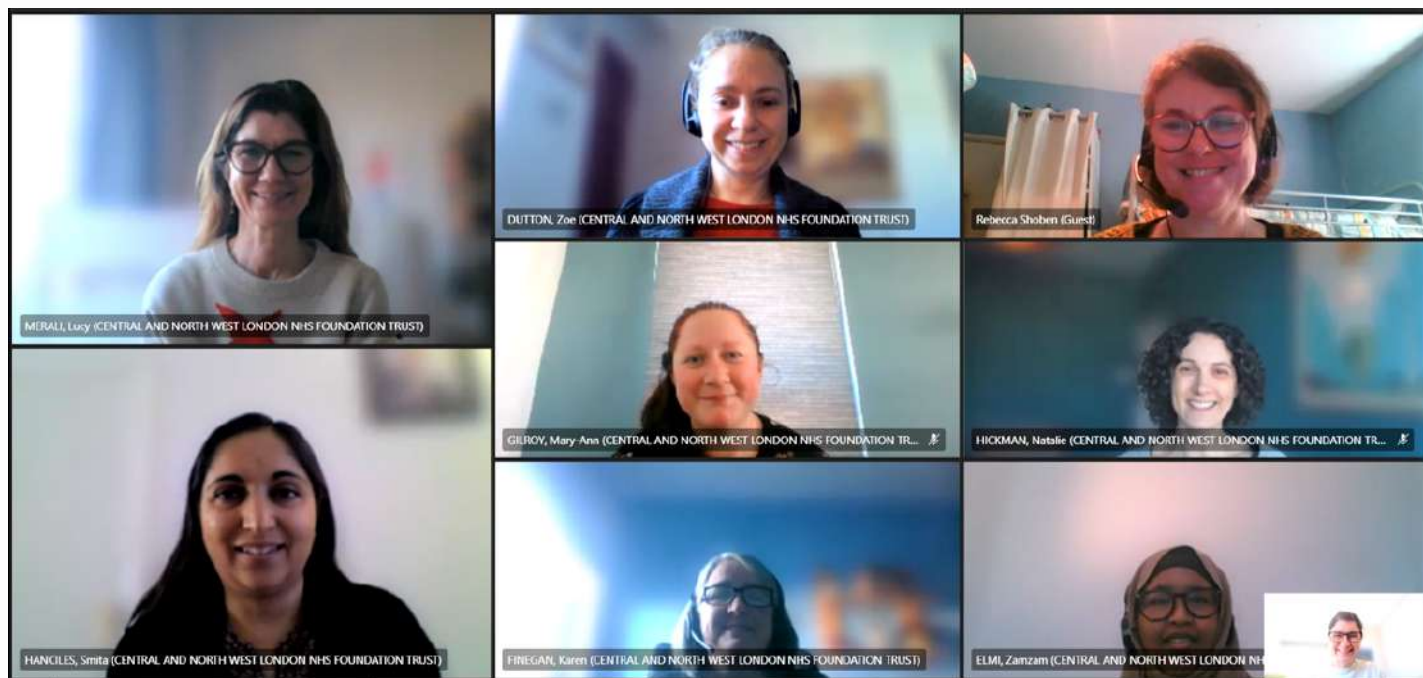 MERALI, Lucy (CENTRAL AND NORTH WEST LONDON NHS FOUNDATION TRUST)
DUTTON, Zoe (CENTRAL AND NORTH WEST LONDON NHS FOUNDATION TRUST)
Rebecca Shoben (Guest)
GILROY, Mary-Ann (CENTRAL AND NORTH WEST LONDON NHS FOUNDATION TR...
HICKMAN, Natalie (CENTRAL AND NORTH WEST LONDON NHS FOUNDATION TR...
HANCILES, Smita (CENTRAL AND NORTH WEST LONDON NHS FOUNDATION TRUST)
FINEGAN, Karen (CENTRAL AND NORTH WEST LONDON NHS FOUNDATION TRUST)
ELMI, Zamzam (CENTRAL AND NORTH WEST LONDON NH